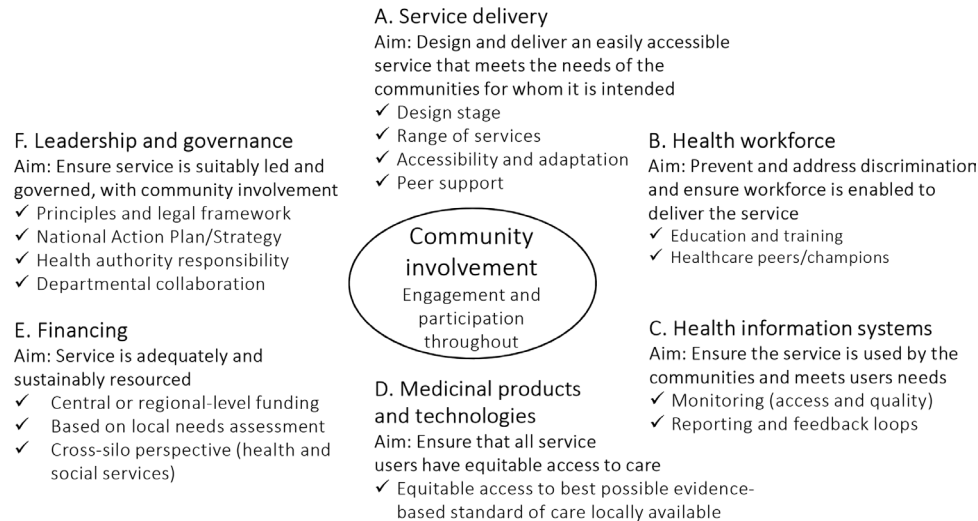 A. Service delivery
Aim: Design and deliver an easily accessible
service that meets the needs of the
communities for whom it is intended
✓ Design stage
✓ Range of services
✓ Accessibility and adaptation
✓ Peer support
B. Health workforce
Aim: Prevent and address discrimination
and ensure workforce is enabled to
deliver the service
✓ Education and training
✓ Healthcare peers/champions
C. Health information systems
Aim: Ensure the service is used by the
communities and meets users needs
✓ Monitoring (access and quality)
✓ Reporting and feedback loops
D. Medicinal products
and technologies
Aim: Ensure that all service
users have equitable access to care
✓ Equitable access to best possible evidence-
based standard of care locally available
E. Financing
Aim: Service is adequately and
sustainably resourced
✓ Central or regional-level funding
✓ Based on local needs assessment
✓ Cross-silo perspective (health and
social services)
F. Leadership and governance
Aim: Ensure service is suitably led and
governed, with community involvement
✓ Principles and legal framework
✓ National Action Plan/Strategy
✓ Health authority responsibility
✓ Departmental collaboration
Community
involvement
Engagement and
participation
throughout